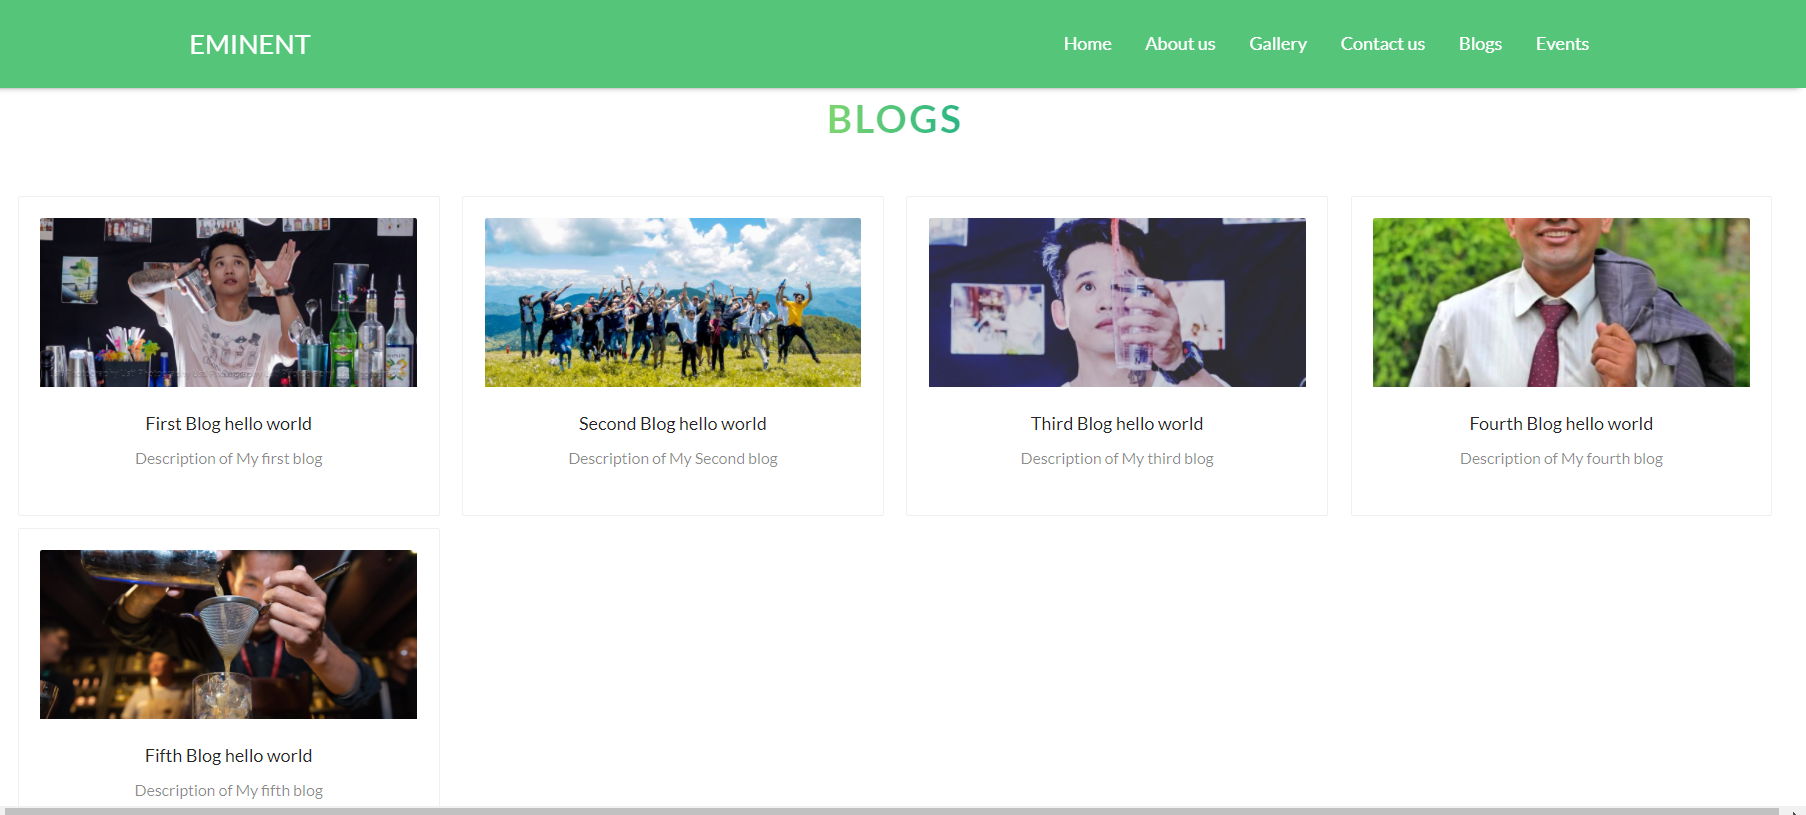 EMINENT
Home About us Gallery Contact us Blogs Events
BLOGS
First Blog hello world
Description of My first blog
Second Blog hello world
Description of My Second blog
Third Blog hello world
Description of My third blog
Fourth Blog hello world
Description of My fourth blog
Fifth Blog hello world
Description of My fifth blog